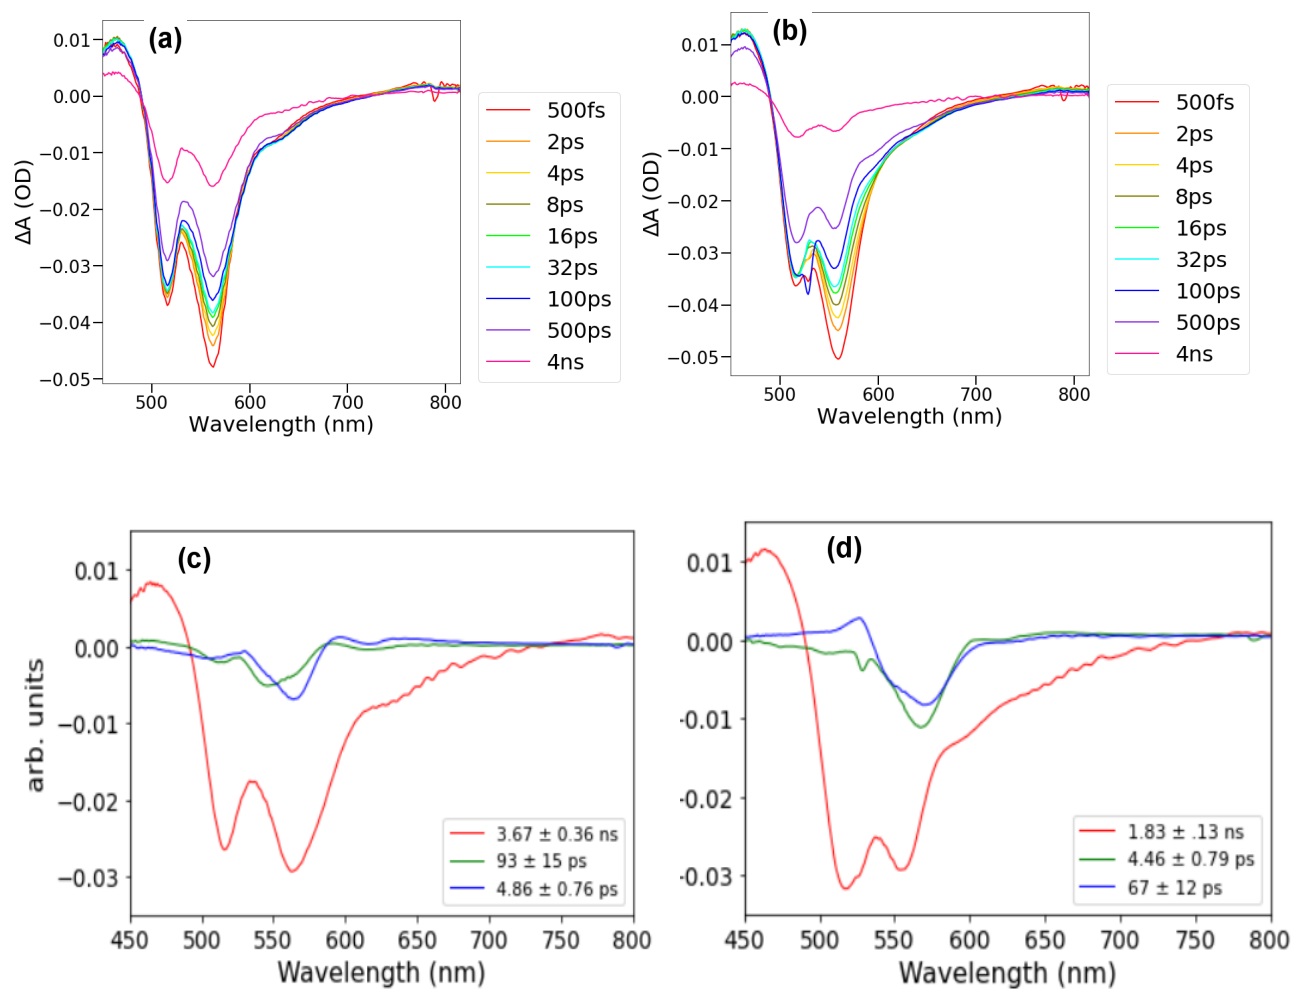 (a)
0.01
0.00
−0.01
−0.02
−0.03
−0.04
−0.05
ΔA (OD)
500
600
700
800
Wavelength (nm)
500fs
2ps
4ps
8ps
16ps
32ps
100ps
500ps
4ns
(b)
0.01
0.00
−0.01
−0.02
−0.03
−0.04
−0.05
ΔA (OD)
500
600
700
800
Wavelength (nm)
500fs
2ps
4ps
8ps
16ps
32ps
100ps
500ps
4ns
(c)
0.01
0.00
−0.01
−0.02
−0.03
arb. units
450
500
550
600
650
700
750
800
Wavelength (nm)
3.67 ± 0.36 ns
93 ± 15 ps
4.86 ± 0.76 ps
(d)
0.01
0.00
-0.01
-0.02
-0.03
450
500
550
600
650
700
750
800
Wavelength (nm)
1.83 ± .13 ns
4.46 ± 0.79 ps
67 ± 12 ps